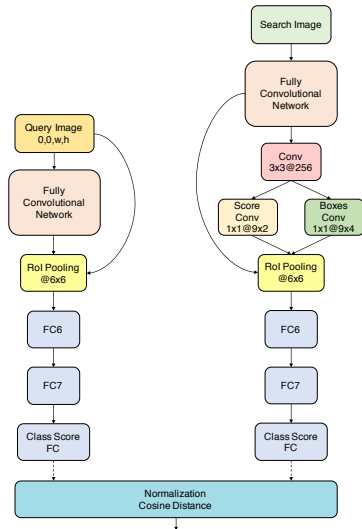 Search Image
Fully
Convolutional
Network
Query Image
0,0,w,h
Conv
3x3@256
Fully
Convolutional
Network
Score
Conv
1x1@9x2
Boxes
Conv
1x1@9x4
RoI Pooling
@6x6
RoI Pooling
@6x6
FC6
FC6
FC7
FC7
Class Score
FC
Class Score
FC
Normalization
Cosine Distance